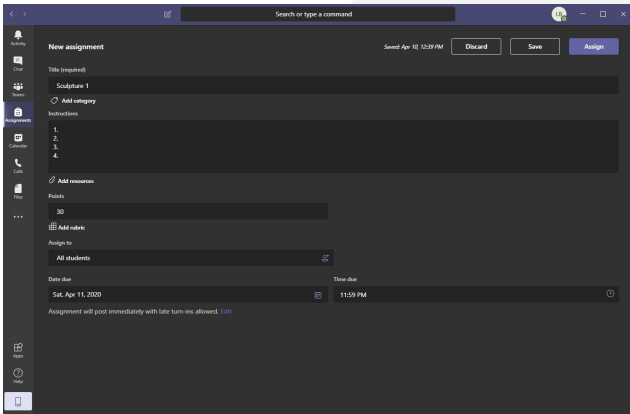 Search or type a command
LB
Activity
Chat
Teams
Assignments
Calendar
Calls
Files
Apps
Help
New assignment
Saved: Apr 10, 12:39 PM
Discard
Save
Assign
Title (required)
Sculpture 1
Add category
Instructions
1.
2.
3.
4.
Add resources
Points
30
Add rubric
Assign to
All students
Date due
Time due
Sat, Apr 11, 2020
11:59 PM
Assignment will post immediately with late turn-ins allowed. Edit